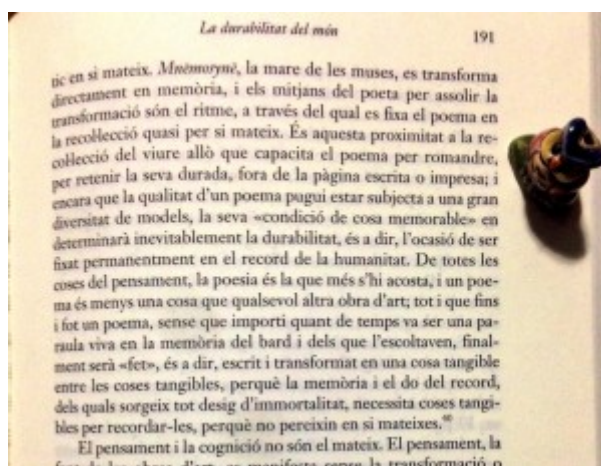 La durabilitat del món
191
ric en si mateix. Mnēmosynē, la mare de les muses, es transforma
directament en memòria, i els mitjans del poeta per assolir la
transformació són el ritme, a través del qual es fixa el poema en
la recol·lecció quasi per si mateix. És aquesta proximitat a la re-
col·lecció del viure allò que capacita el poema per romandre,
per retenir la seva durada, fora de la pàgina escrita o impresa; i
encara que la qualitat d'un poema pugui estar subjecta a una gran
diversitat de models, la seva «condició de cosa memorable» en
determinarà inevitablement la durabilitat, és a dir, l'ocasió de ser
fixat permanentment en el record de la humanitat. De totes les
coses del pensament, la poesia és la que més s'hi acosta, i un poe-
ma és menys una cosa que qualsevol altra obra d'art; tot i que fins
i tot un poema, sense que importi quant de temps va ser una pa-
raula viva en la memòria del bard i dels que l'escoltaven, final-
ment serà «fet», és a dir, escrit i transformat en una cosa tangible
entre les coses tangibles, perquè la memòria i el do del record,
dels quals sorgeix tot desig d'immortalitat, necessita coses tangi-
bles per recordar-les, perquè no pereixin en si mateixes.
El pensament i la cognició no són el mateix. El pensament, la